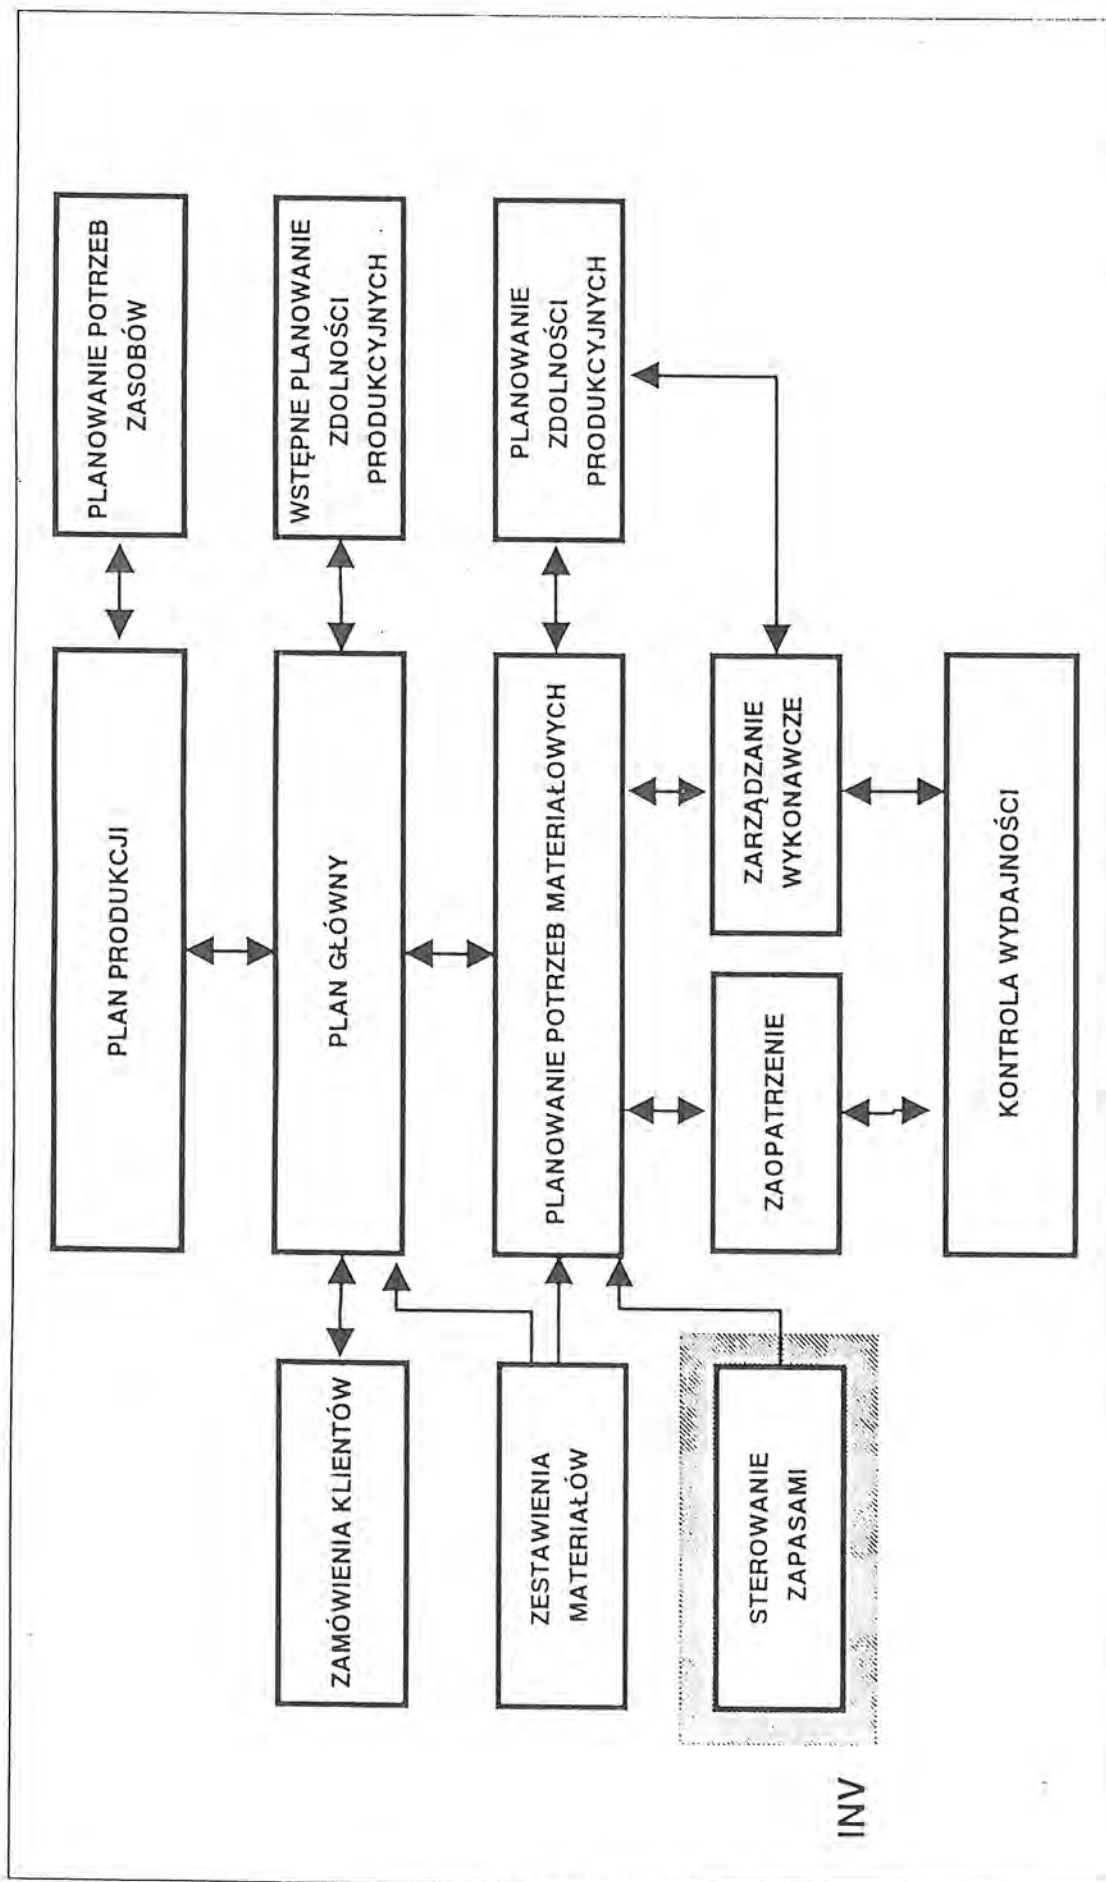 PLAN PRODUKCJI
PLANOWANIE POTRZEB
ZASOBÓW
ZAMÓWIENIA KLIENTÓW
PLAN GŁÓWNY
WSTĘPNE PLANOWANIE
ZDOLNOŚCI
PRODUKCYJNYCH
ZESTAWIENIA
MATERIAŁÓW
PLANOWANIE POTRZEB MATERIAŁOWYCH
PLANOWANIE
ZDOLNOŚCI
PRODUKCYJNYCH
STEROWANIE
ZAPASAMI
ZAOPATRZENIE
ZARZĄDZANIE
WYKONAWCZE
INV
KONTROLA WYDAJNOŚCI